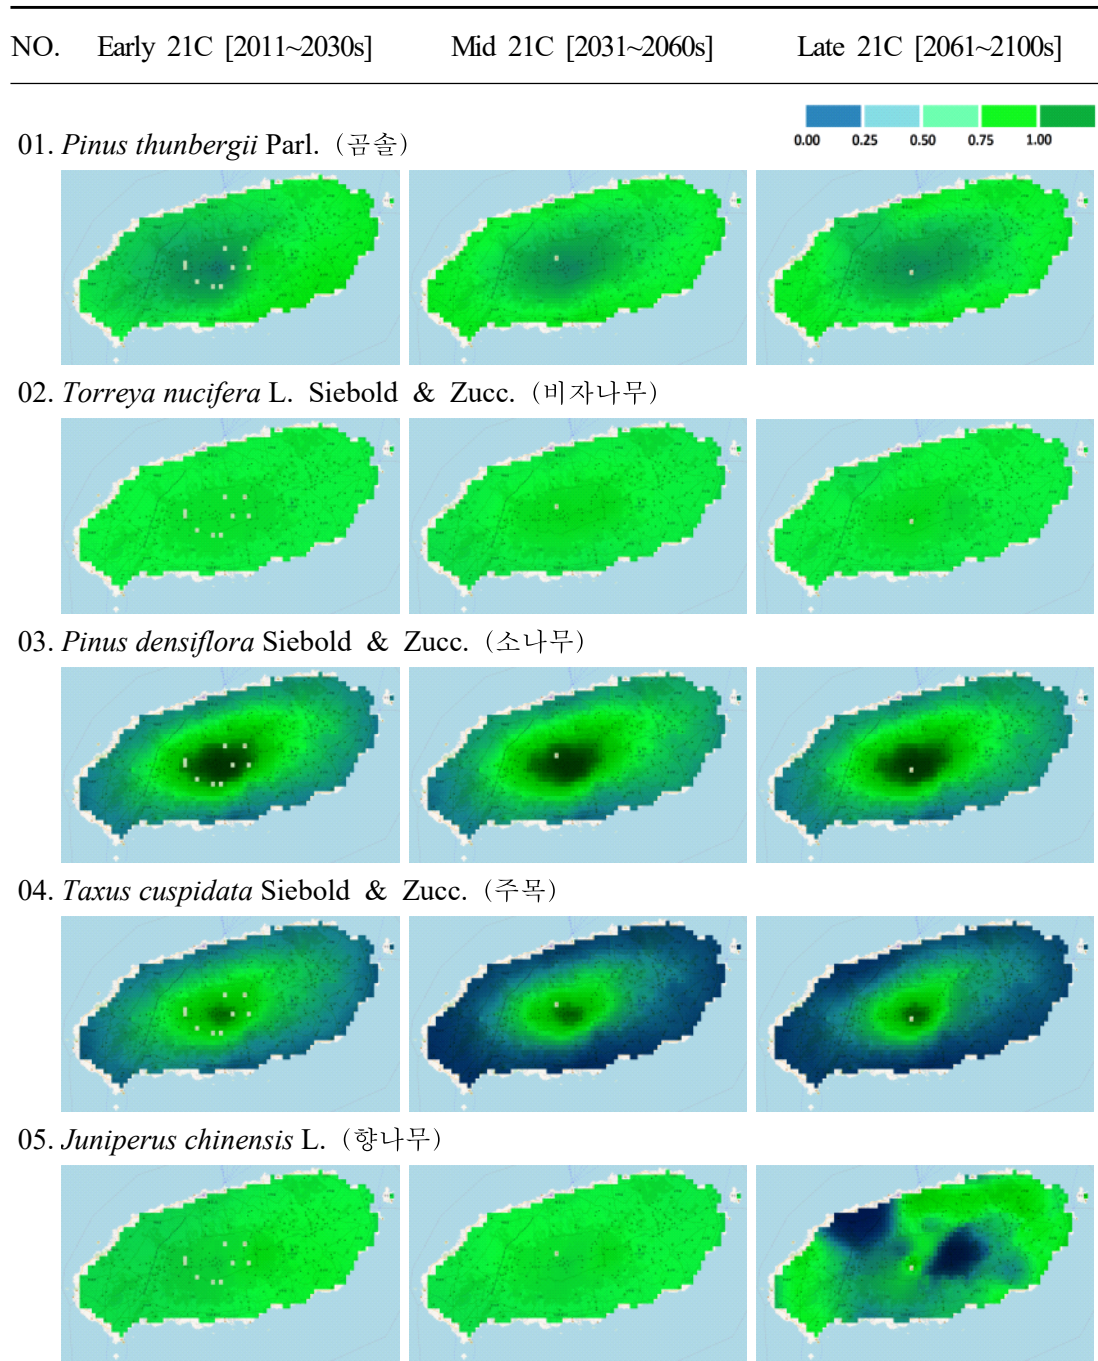 NO. Early 21C [2011~2030s] Mid 21C [2031~2060s] Late 21C [2061~2100s]
0.00 0.25 0.50 0.75 1.00
01. Pinus thunbergii Parl. (곰솔)
02. Torreya nucifera L. Siebold & Zucc. (비자나무)
03. Pinus densiflora Siebold & Zucc. (소나무)
04. Taxus cuspidata Siebold & Zucc. (주목)
05. Juniperus chinensis L. (향나무)